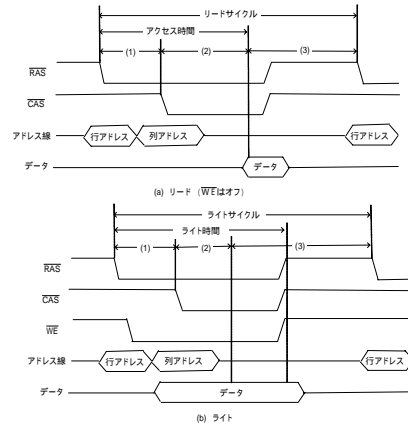 リードサイクル
アクセス時間
(1) (2) (3)
RAS
CAS
アドレス線 行アドレス 列アドレス 行アドレス
データ データ
(a) リード (WEはオフ)
ライトサイクル
ライト時間
(1) (2) (3)
RAS
CAS
WE
アドレス線 行アドレス 列アドレス 行アドレス
データ データ
(b) ライト